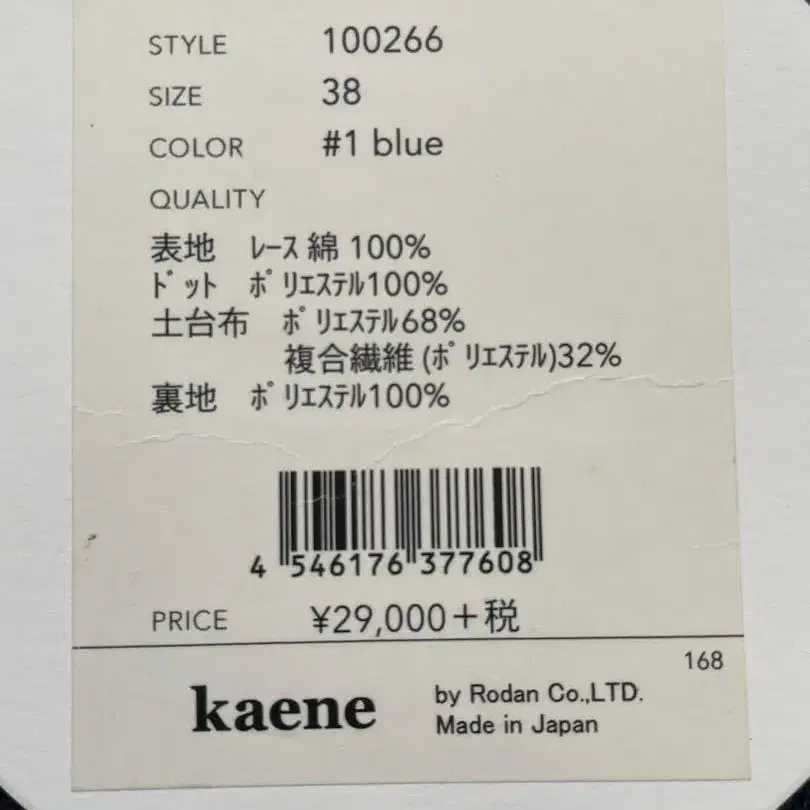 STYLE 100266
SIZE 38
COLOR #1 blue
QUALITY
表地 ﾚｰｽ 綿 100%
ﾄﾞｯﾄ ﾎﾟﾘｴｽﾃﾙ100%
土台布 ﾎﾟﾘｴｽﾃﾙ68%
複合繊維 (ﾎﾟﾘｴｽﾃﾙ)32%
裏地 ﾎﾟﾘｴｽﾃﾙ100%
4 546176 377608
PRICE ¥29,000+税
168
kaene by Rodan Co.,LTD.
Made in Japan